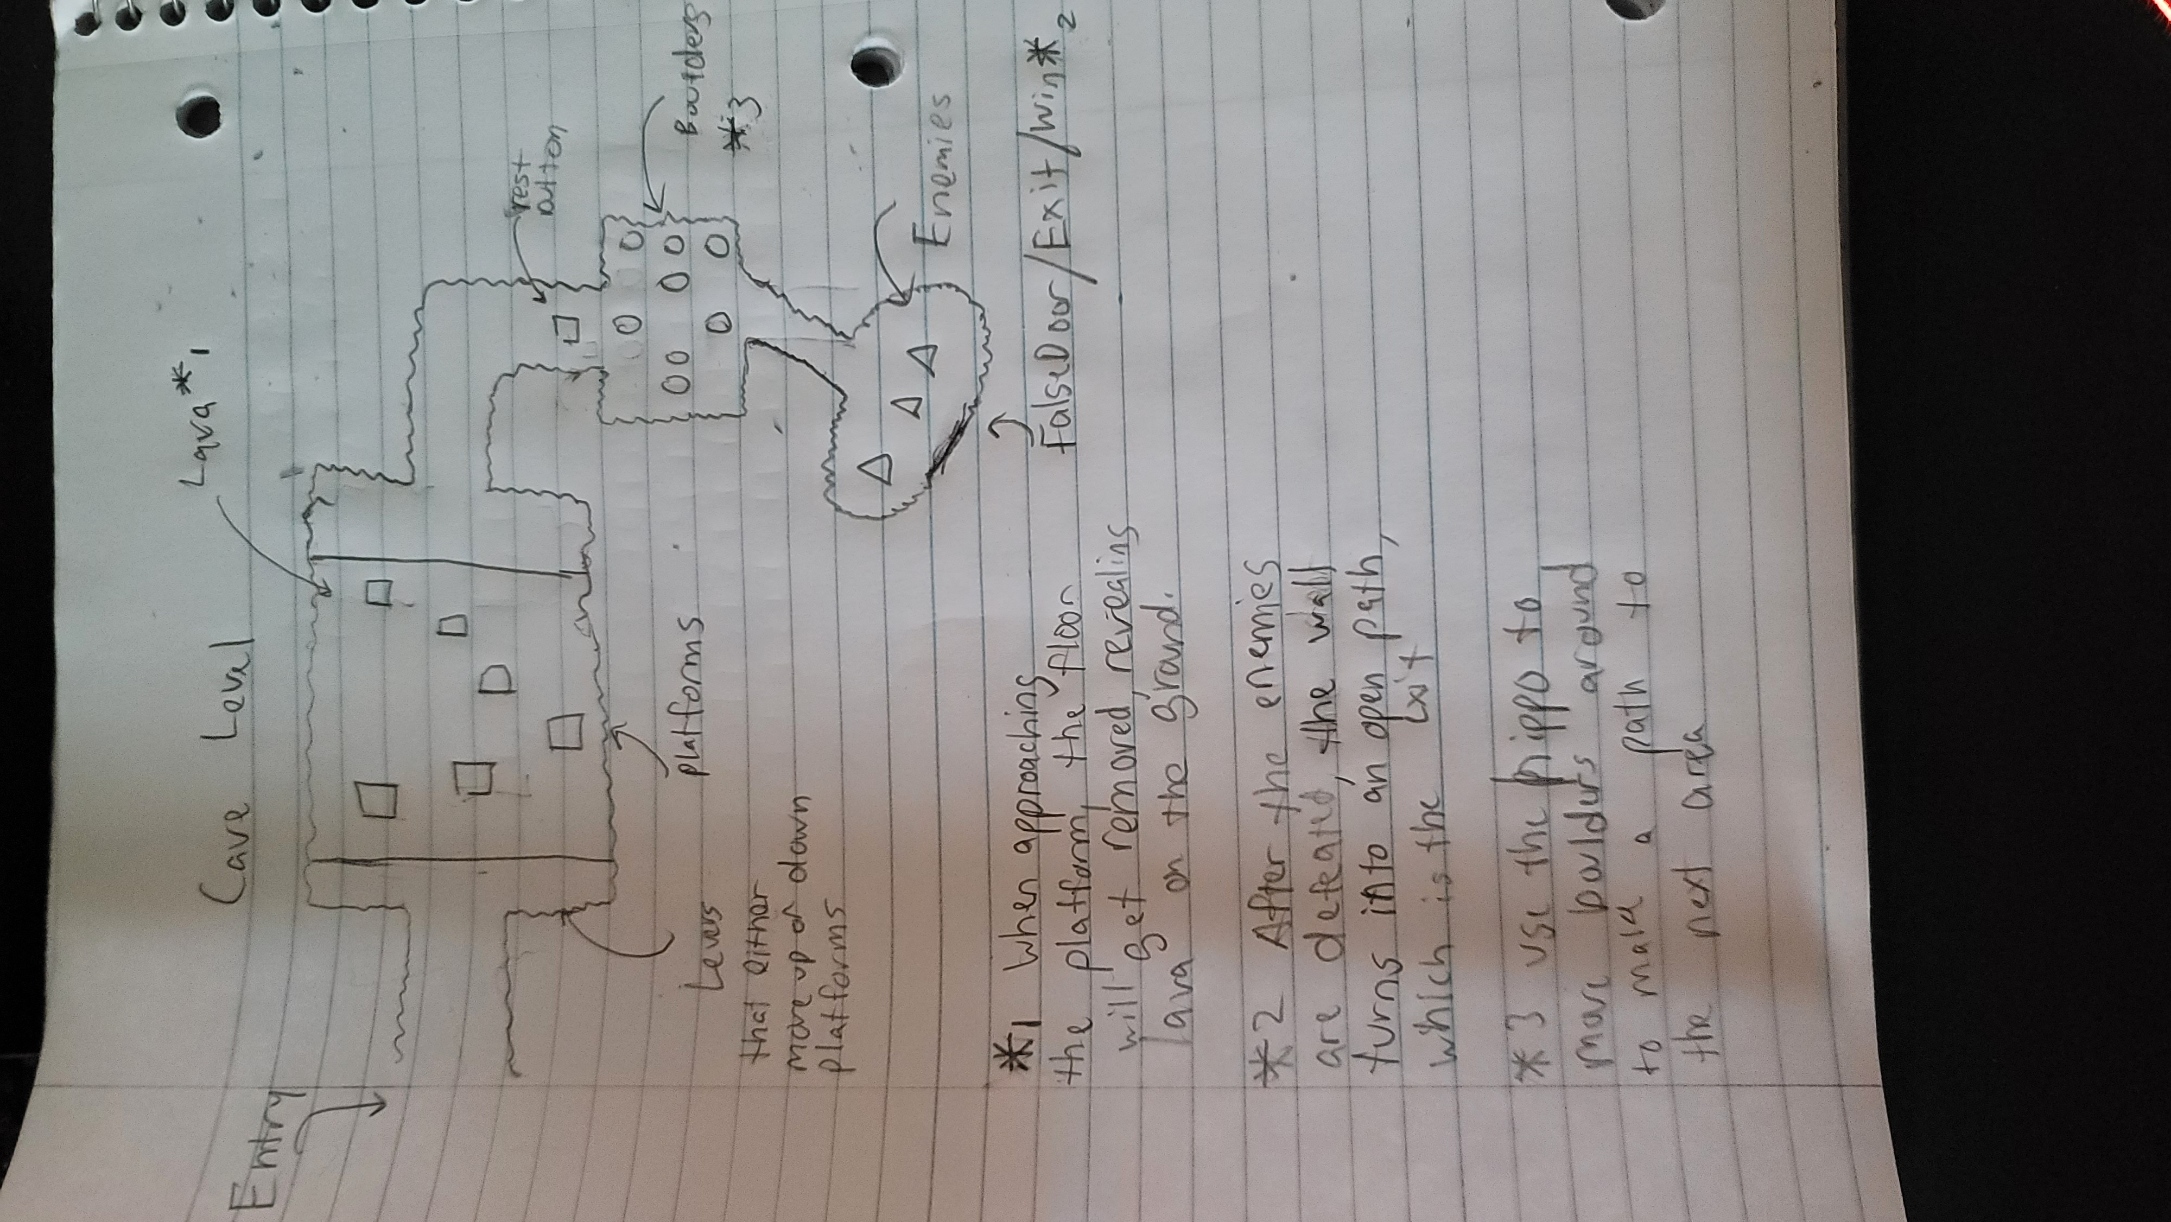 Cave Level
Lava*1
Entry
rest
button
Levers
that either
move up or down
platforms
platforms
Boulders
*3
Enemies
False Door/Exit/Win*2
*1 When approaching
the platform, the floor
will get removed, revealing
lava on the ground.
*2 After the enemies
are defeated, the wall
turns into an open path,
which is the Exit
*3 use the hippo to
move boulders around
to make a path to
the next area